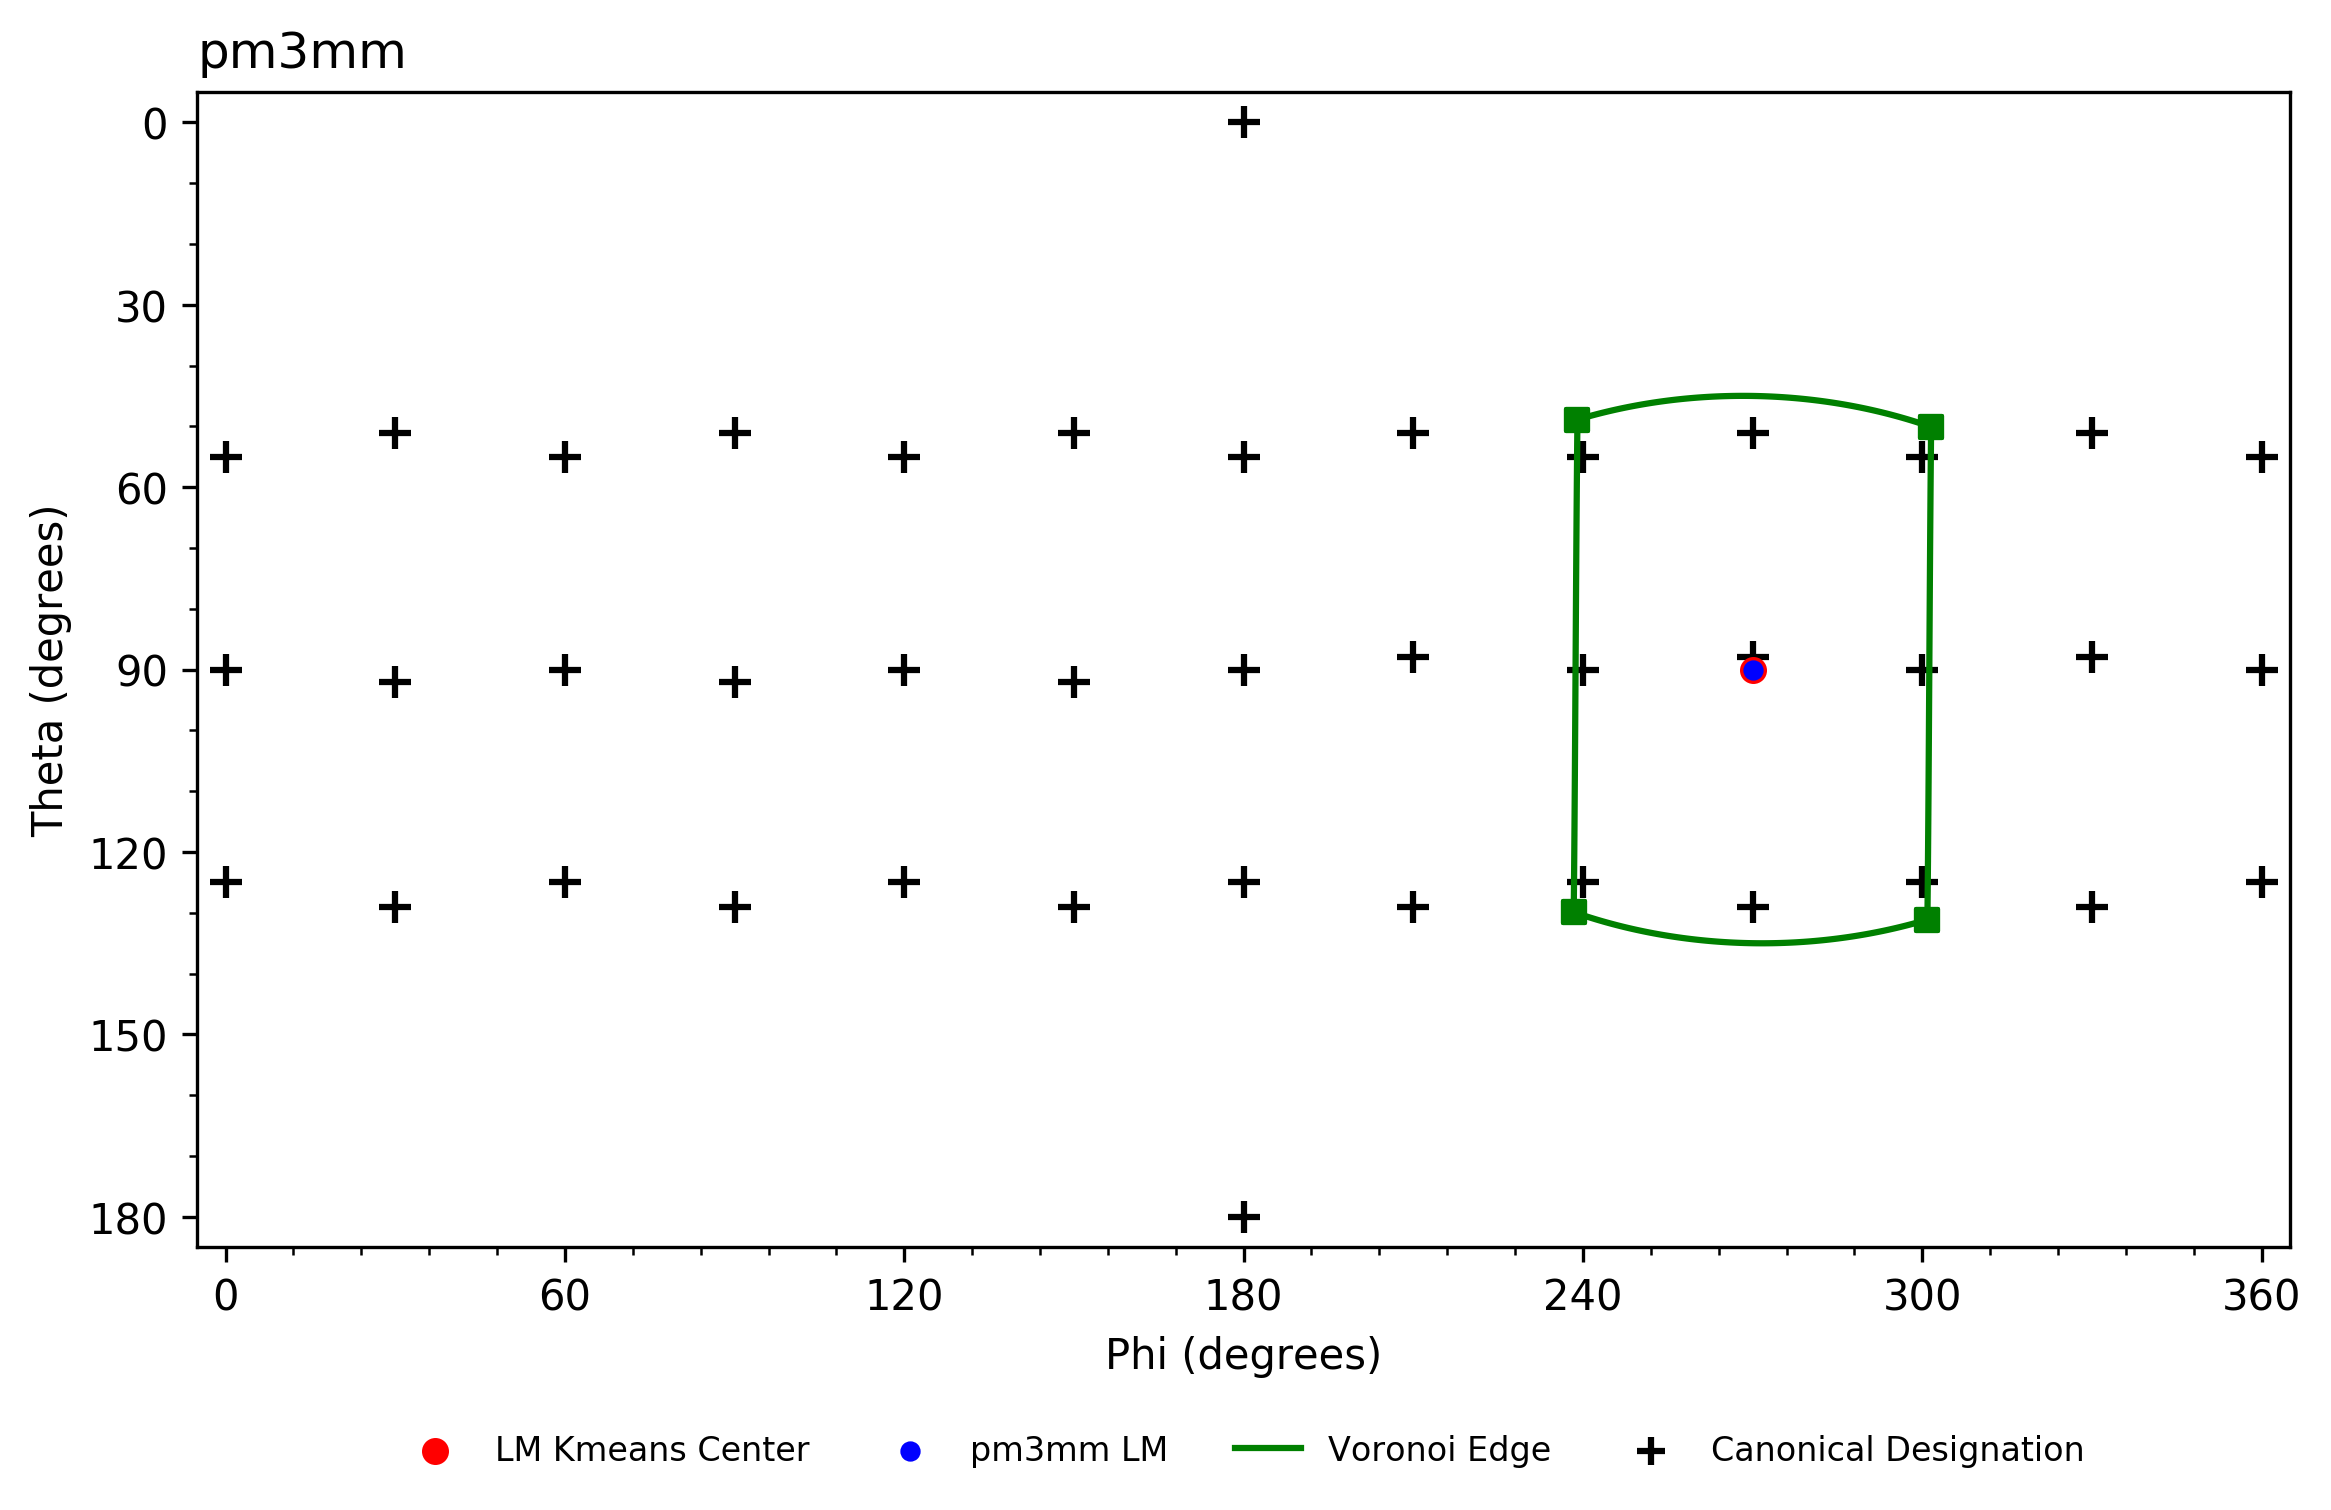 pm3mm
0
30
60
90
120
150
180
Theta (degrees)
0 60 120 180 240 300 360
Phi (degrees)
LM Kmeans Center pm3mm LM Voronoi Edge Canonical Designation